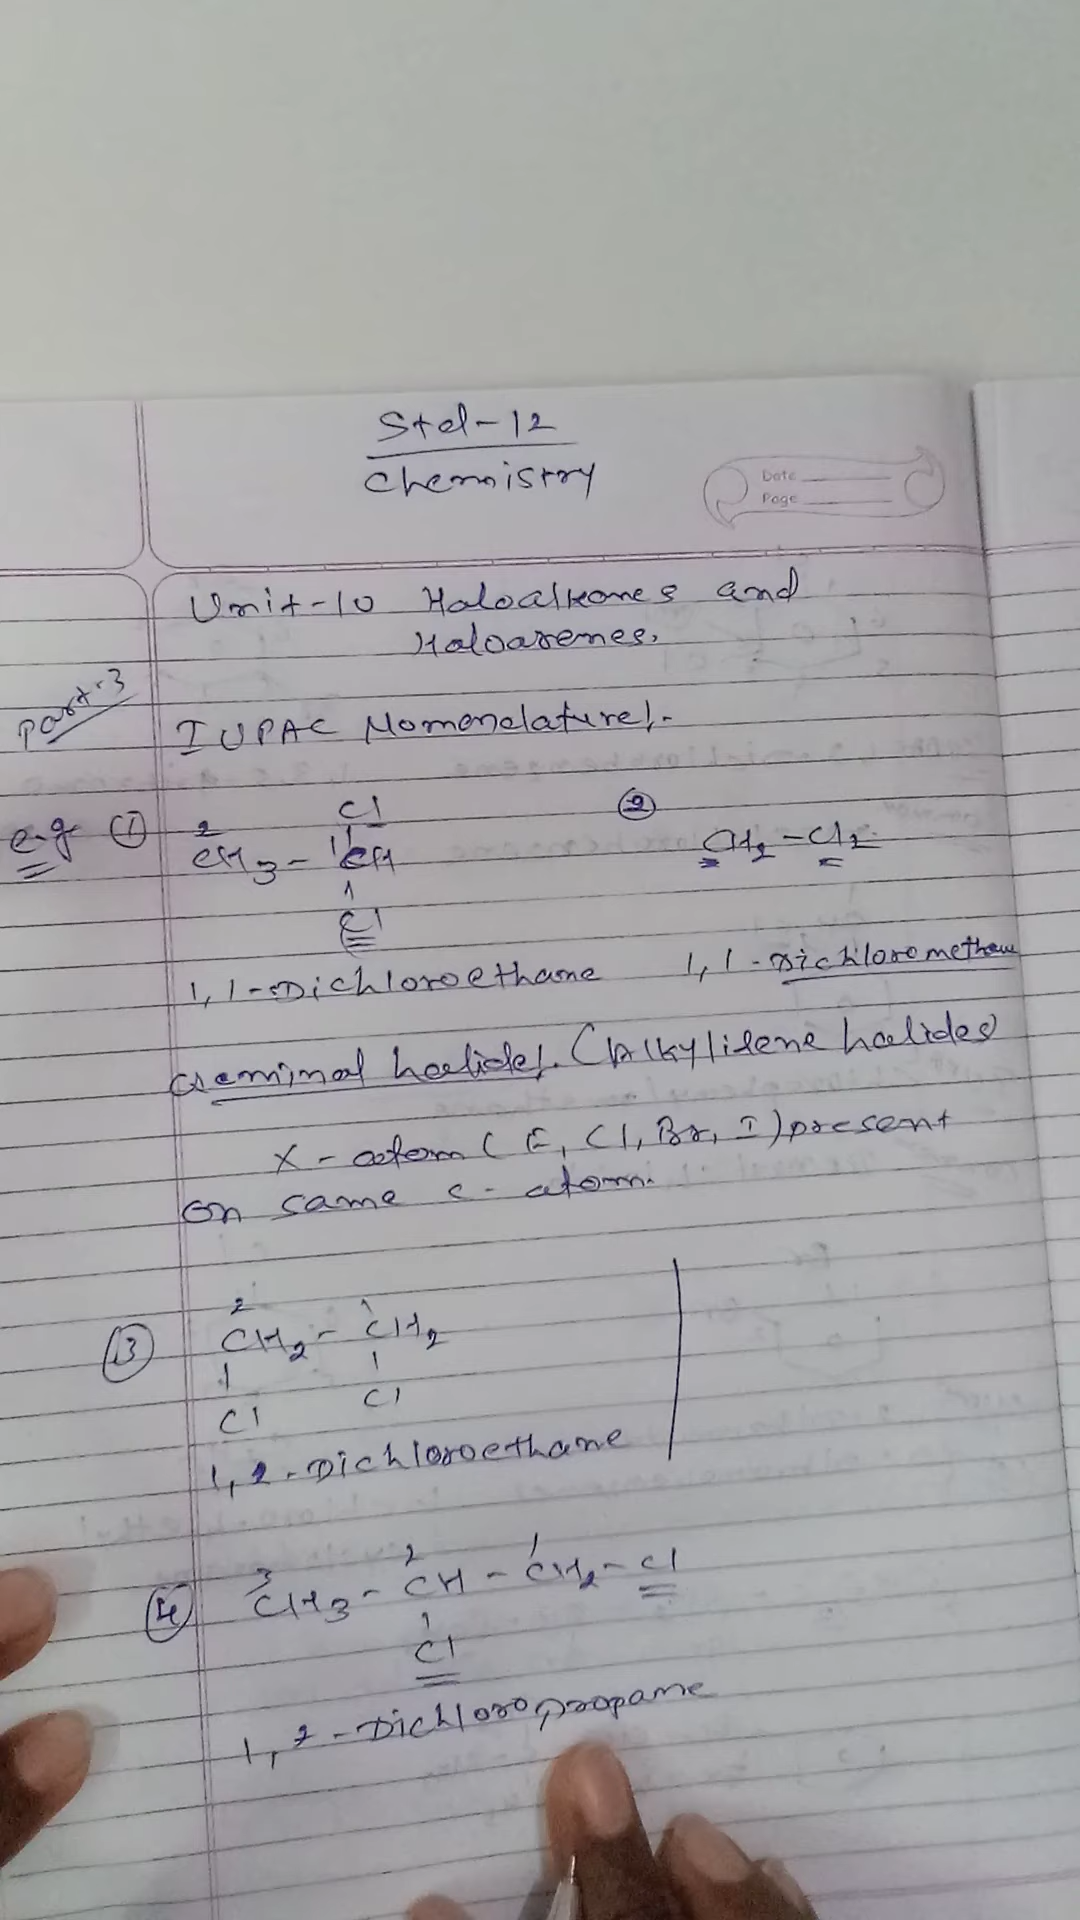 Std-12
Chemistry
Date
Page
Unit-10 Haloalkanes and
Haloarenes.
Part-3
IUPAC Nomenclature!-
e.g ① Cl ②
2 1
CH3 - CH CH2-Cl2
Cl
1,1-Dichloroethane 1,1-Dichloromethane
Geminal halide!. (Alkylidene halides
X-atom (F, Cl, Br, I) present
on same c-atom.
2 1
③ CH2 - CH2
Cl Cl
1,2-Dichloroethane
3 2 1
④ CH3 - CH - CH2 - Cl
Cl
1,2-Dichloropropane